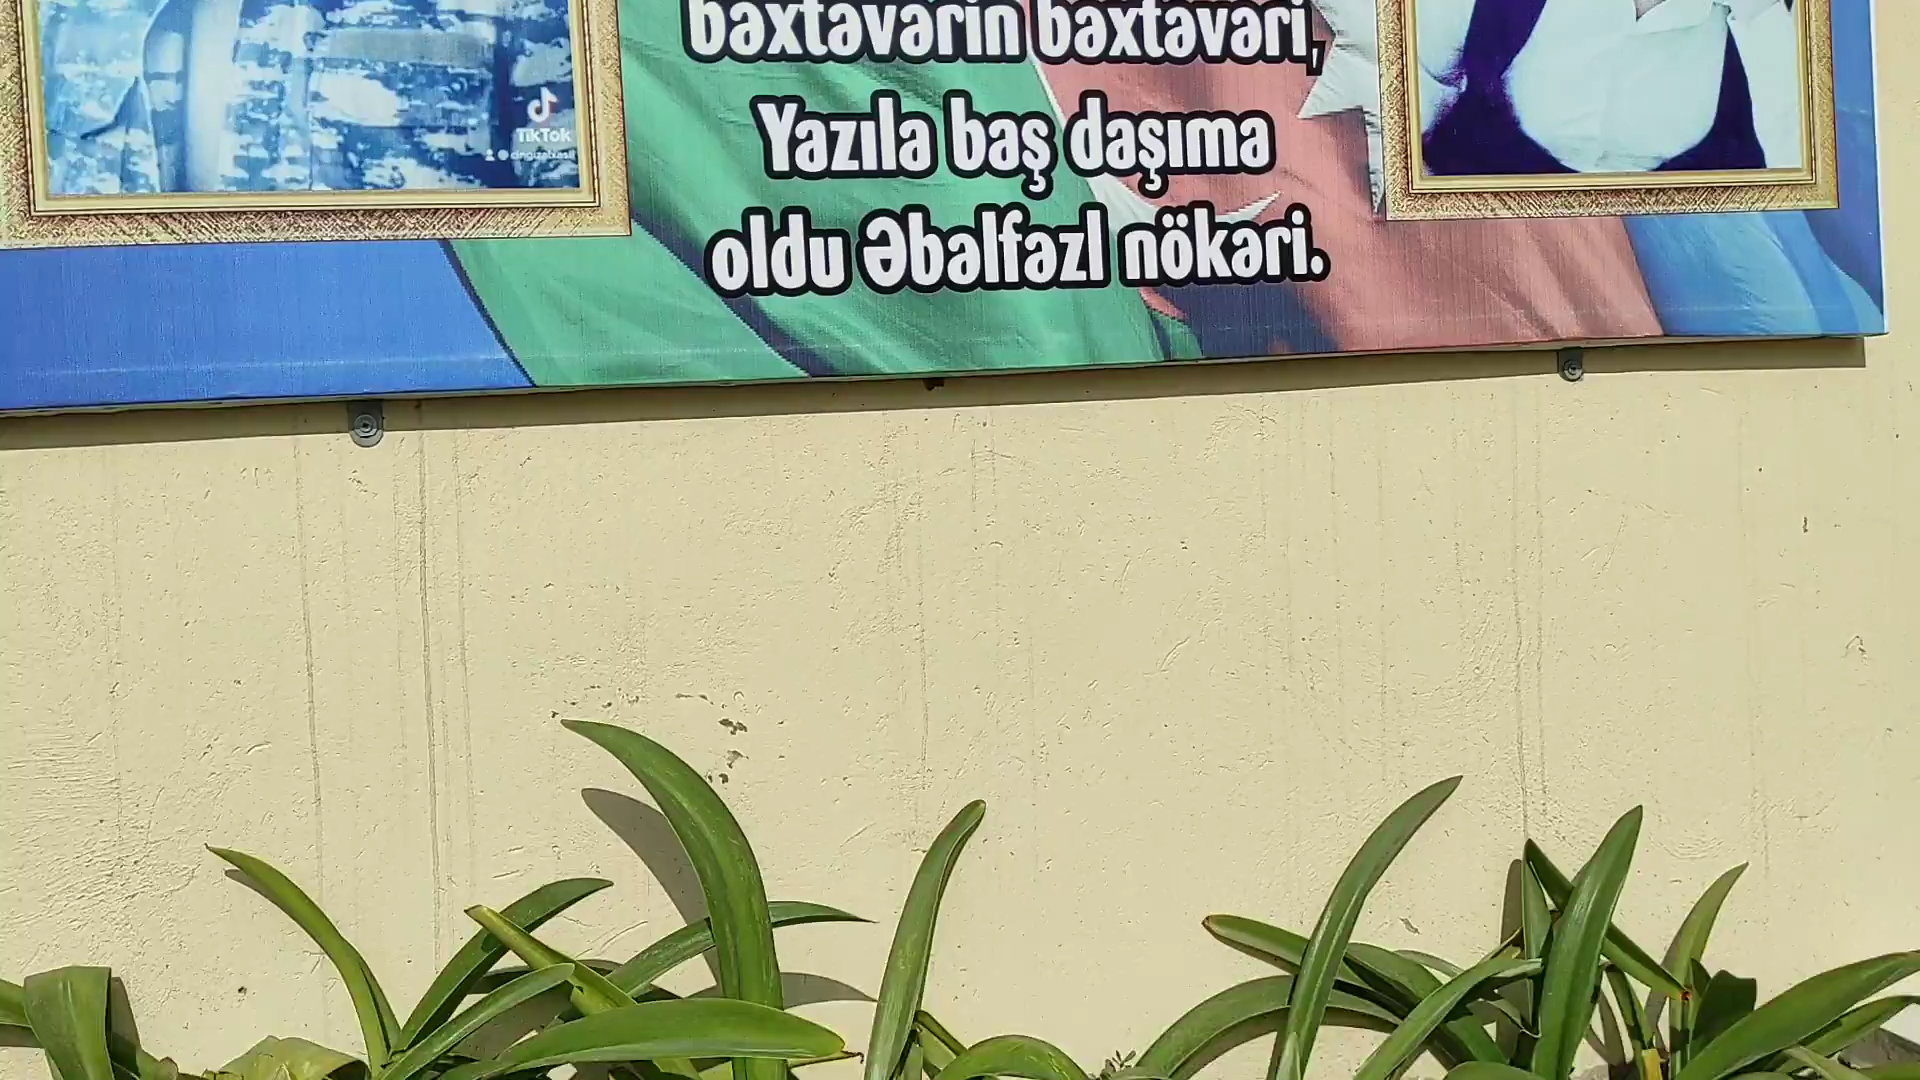 bəxtəvərin bəxtəvəri,
Yazıla baş daşıma
oldu Əbəlfəzl nökəri.
TikTok